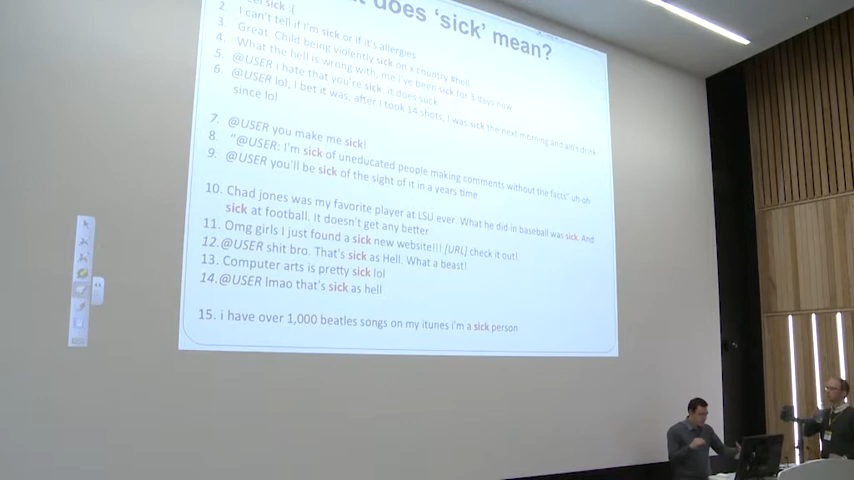 does 'sick' mean?
sick :(
2. I can't tell if I'm sick or if it's allergies
3. Great. Child being violently sick on x country #hell
4. What the hell is wrong with, me I've been sick for 3 days now
5. @USER i hate that you're sick. it does suck
6. @USER lol, I bet it was, after i took 14 shots, I was sick the next morning and ain't drink
since lol
7. @USER you make me sick!
8. "@USER: I'm sick of uneducated people making comments without the facts" uh-oh
9. @USER you'll be sick of the sight of it in a years time
10. Chad jones was my favorite player at LSU ever. What he did in baseball was sick. And
sick at football. It doesn't get any better
11. Omg girls I just found a sick new website!!! [URL] check it out!
12. @USER shit bro. That's sick as Hell. What a beast!
13. Computer arts is pretty sick lol
14. @USER lmao that's sick as hell
15. i have over 1,000 beatles songs on my itunes i'm a sick person